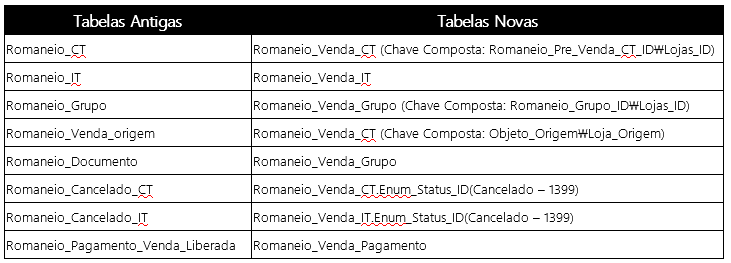 Tabelas Antigas Tabelas Novas
Romaneio_CT Romaneio_Venda_CT (Chave Composta: Romaneio_Pre_Venda_CT_ID₩Lojas_ID)
Romaneio_IT Romaneio_Venda_IT
Romaneio_Grupo Romaneio_Venda_Grupo (Chave Composta: Romaneio_Grupo_ID₩Lojas_ID)
Romaneio_Venda_origem Romaneio_Venda_CT (Chave Composta: Objeto_Origem₩Loja_Origem)
Romaneio_Documento Romaneio_Venda_Grupo
Romaneio_Cancelado_CT Romaneio_Venda_CT.Enum_Status_ID(Cancelado – 1399)
Romaneio_Cancelado_IT Romaneio_Venda_IT.Enum_Status_ID(Cancelado – 1399)
Romaneio_Pagamento_Venda_Liberada Romaneio_Venda_Pagamento